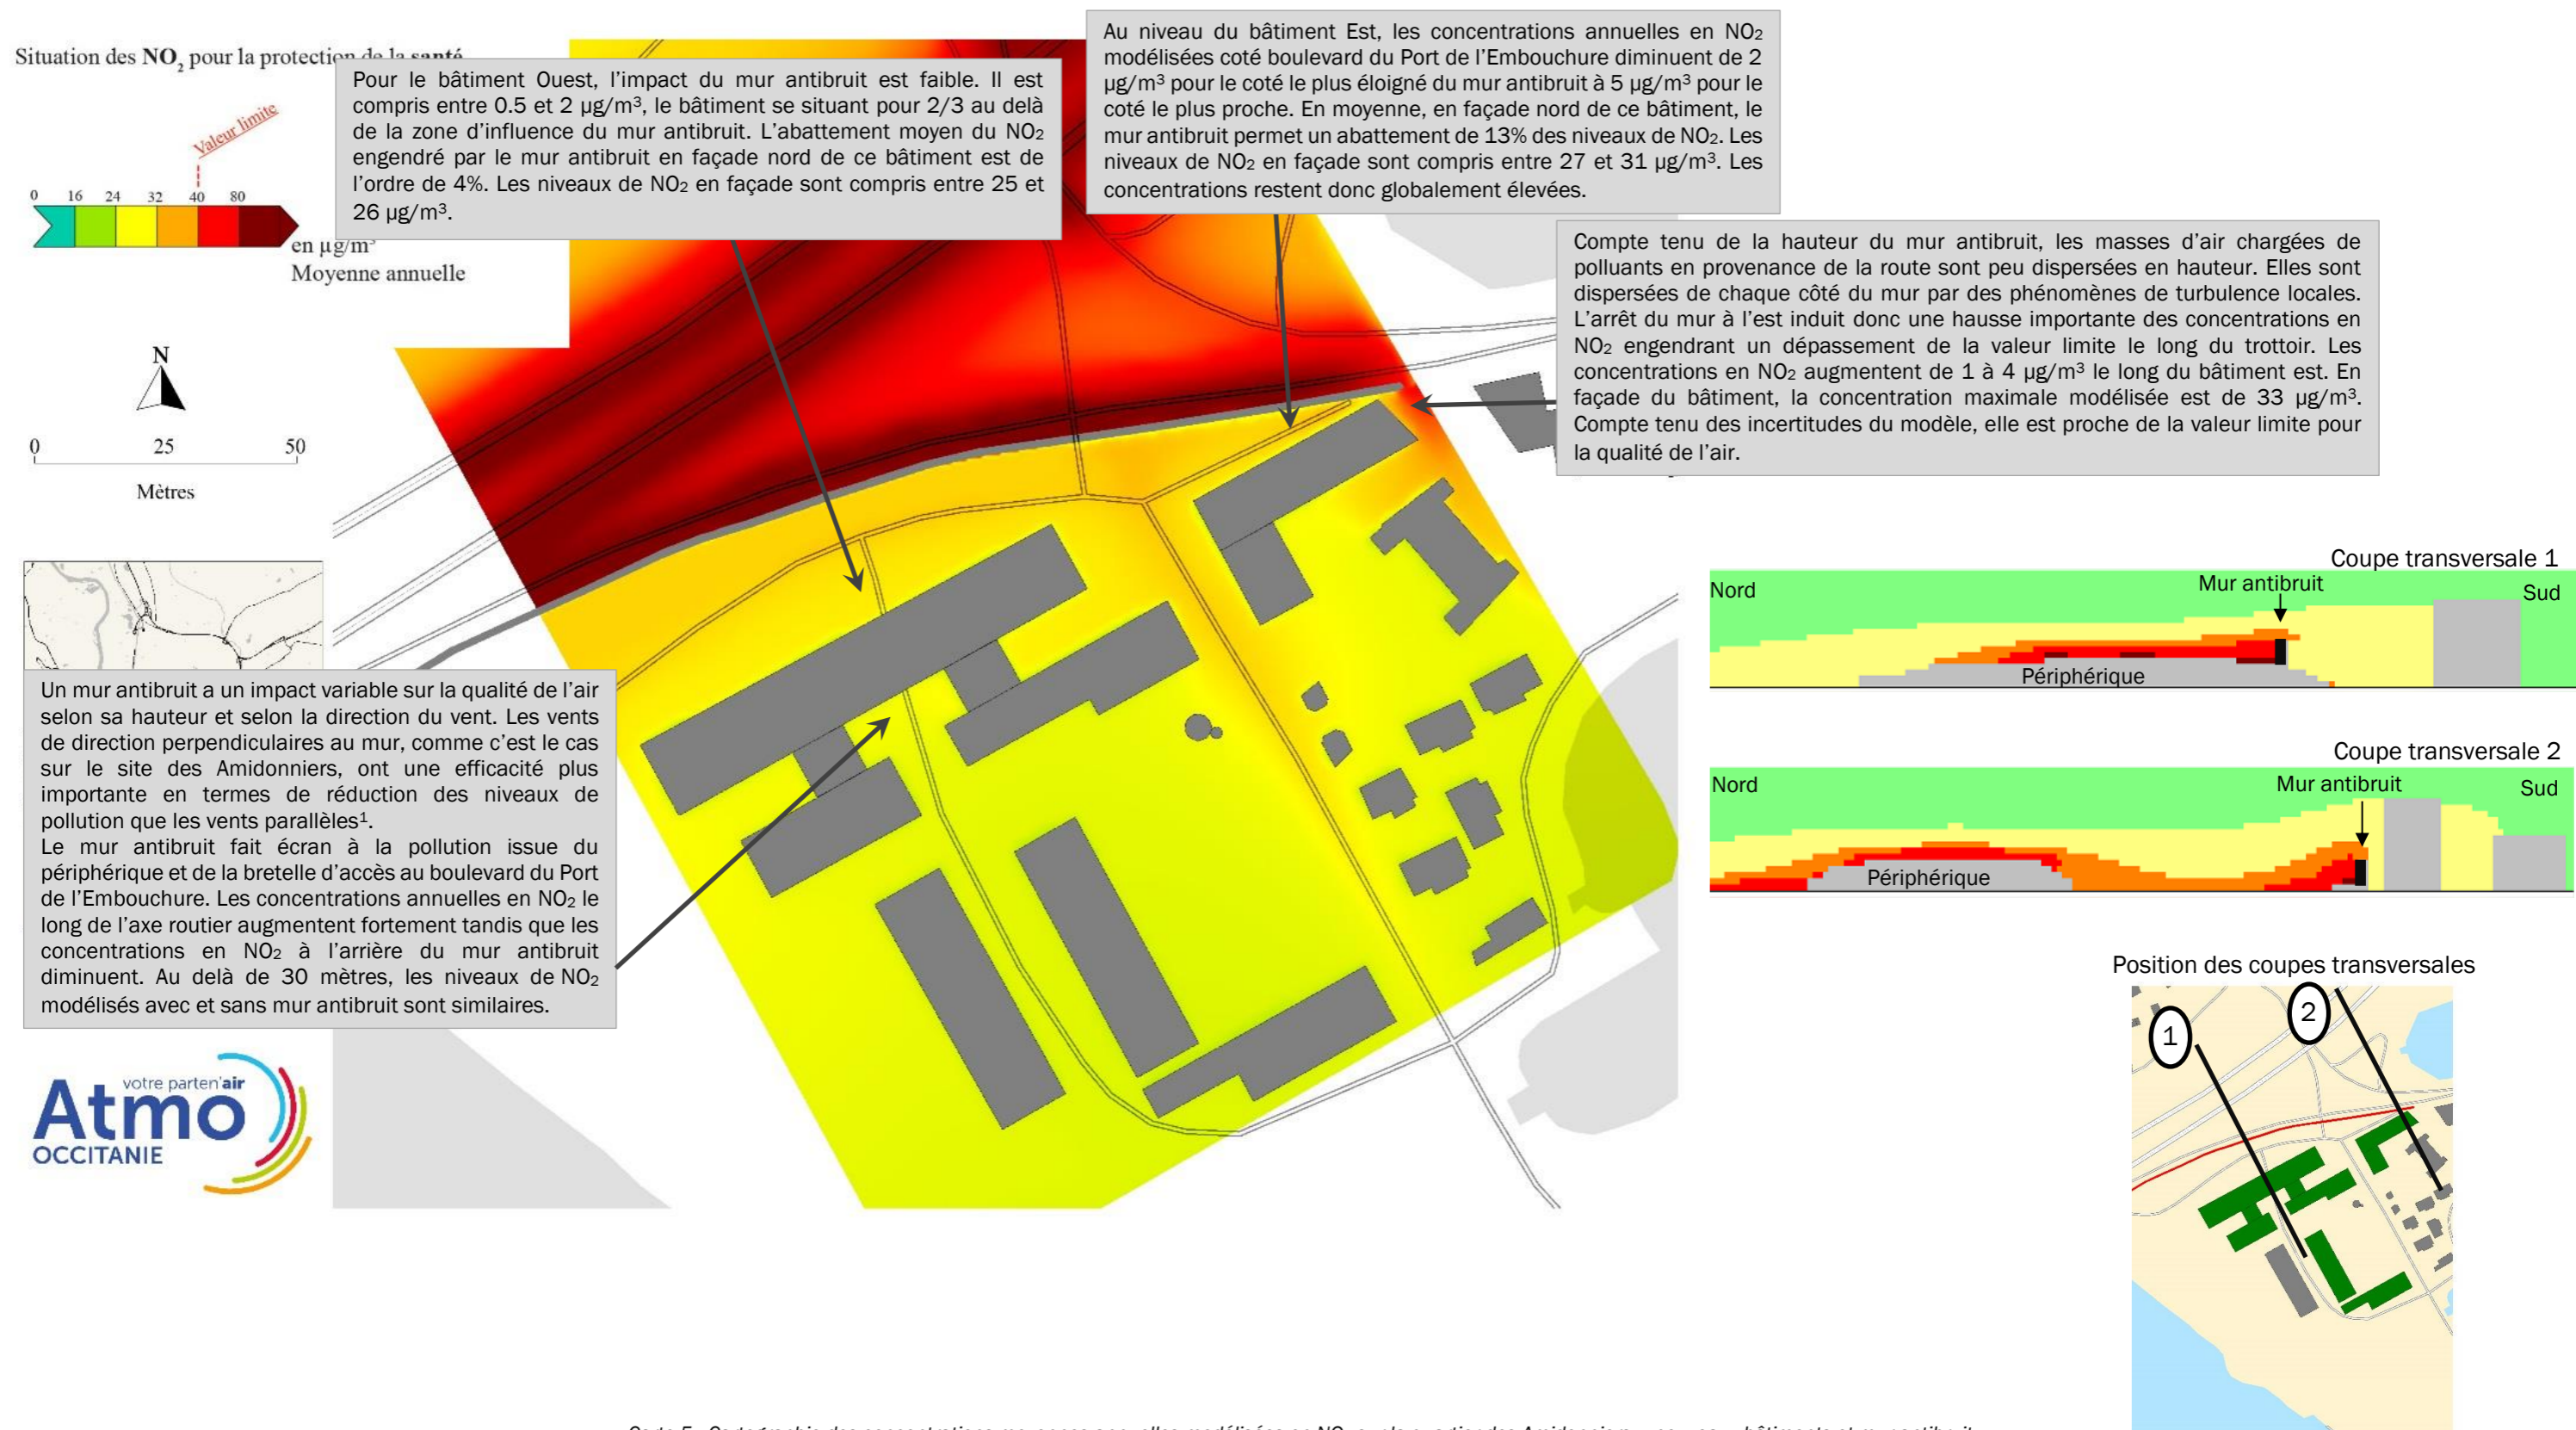 Situation des NO2 pour la protection de la santé
Valeur limite
0 16 24 32 40 80
en µg/m³
Moyenne annuelle
N
0 25 50
Mètres
Pour le bâtiment Ouest, l'impact du mur antibruit est faible. Il est
compris entre 0.5 et 2 µg/m³, le bâtiment se situant pour 2/3 au delà
de la zone d'influence du mur antibruit. L'abattement moyen du NO2
engendré par le mur antibruit en façade nord de ce bâtiment est de
l'ordre de 4%. Les niveaux de NO2 en façade sont compris entre 25 et
26 µg/m³.
Au niveau du bâtiment Est, les concentrations annuelles en NO2
modélisées coté boulevard du Port de l'Embouchure diminuent de 2
µg/m³ pour le coté le plus éloigné du mur antibruit à 5 µg/m³ pour le
coté le plus proche. En moyenne, en façade nord de ce bâtiment, le
mur antibruit permet un abattement de 13% des niveaux de NO2. Les
niveaux de NO2 en façade sont compris entre 27 et 31 µg/m³. Les
concentrations restent donc globalement élevées.
Compte tenu de la hauteur du mur antibruit, les masses d'air chargées de
polluants en provenance de la route sont peu dispersées en hauteur. Elles sont
dispersées de chaque côté du mur par des phénomènes de turbulence locales.
L'arrêt du mur à l'est induit donc une hausse importante des concentrations en
NO2 engendrant un dépassement de la valeur limite le long du trottoir. Les
concentrations en NO2 augmentent de 1 à 4 µg/m³ le long du bâtiment est. En
façade du bâtiment, la concentration maximale modélisée est de 33 µg/m³.
Compte tenu des incertitudes du modèle, elle est proche de la valeur limite pour
la qualité de l'air.
Un mur antibruit a un impact variable sur la qualité de l'air
selon sa hauteur et selon la direction du vent. Les vents
de direction perpendiculaires au mur, comme c'est le cas
sur le site des Amidonniers, ont une efficacité plus
importante en termes de réduction des niveaux de
pollution que les vents parallèles¹.
Le mur antibruit fait écran à la pollution issue du
périphérique et de la bretelle d'accès au boulevard du Port
de l'Embouchure. Les concentrations annuelles en NO2 le
long de l'axe routier augmentent fortement tandis que les
concentrations en NO2 à l'arrière du mur antibruit
diminuent. Au delà de 30 mètres, les niveaux de NO2
modélisés avec et sans mur antibruit sont similaires.
Coupe transversale 1
Nord
Mur antibruit
Sud
Périphérique
Coupe transversale 2
Nord
Mur antibruit
Sud
Périphérique
Position des coupes transversales
1
2
votre parten'air
Atmo
OCCITANIE